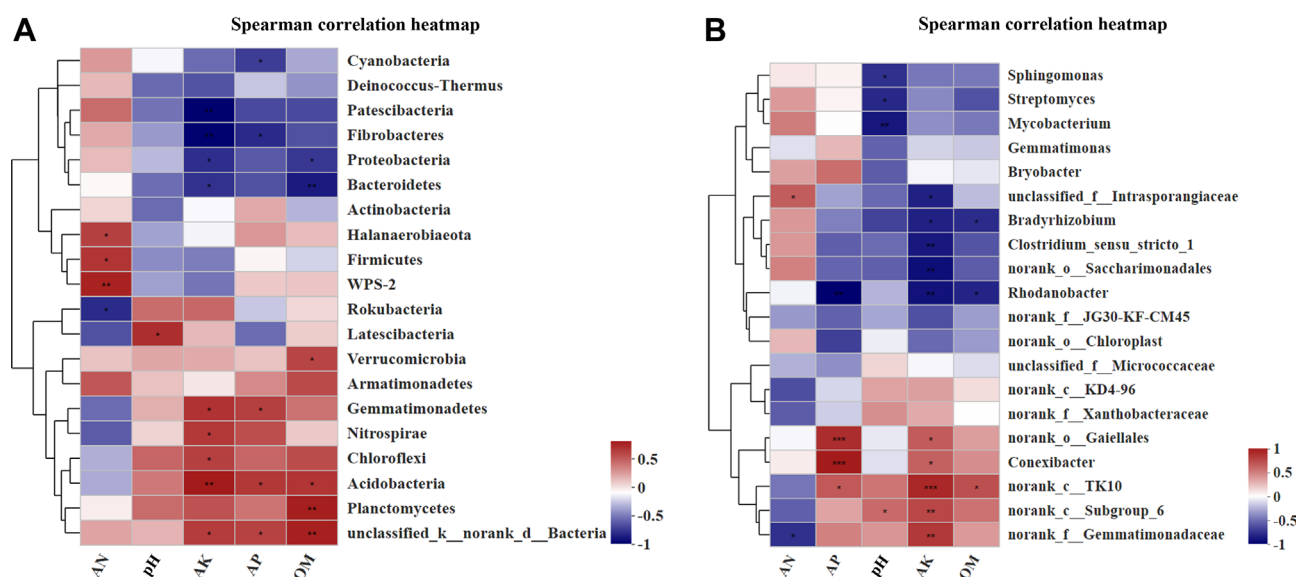 A
Spearman correlation heatmap
Cyanobacteria
*
Deinococcus-Thermus
Patescibacteria
**
Fibrobacteres
** *
Proteobacteria
* *
Bacteroidetes
* **
Actinobacteria
Halanaerobiaeota
*
Firmicutes
*
WPS-2
**
Rokubacteria
*
Latescibacteria
*
Verrucomicrobia
*
Armatimonadetes
Gemmatimonadetes
* *
Nitrospirae
*
Chloroflexi
*
Acidobacteria
** * *
Planctomycetes
**
unclassified_k__norank_d__Bacteria
* * **
AN pH AK AP OM
0.5
0
-0.5
-1
B
Spearman correlation heatmap
Sphingomonas
*
Streptomyces
*
Mycobacterium
**
Gemmatimonas
Bryobacter
unclassified_f__Intrasporangiaceae
* *
Bradyrhizobium
* *
Clostridium_sensu_stricto_1
**
norank_o__Saccharimonadales
**
Rhodanobacter
** ** *
norank_f__JG30-KF-CM45
norank_o__Chloroplast
unclassified_f__Micrococcaceae
norank_c__KD4-96
norank_f__Xanthobacteraceae
norank_o__Gaiellales
*** *
Conexibacter
*** *
norank_c__TK10
* *** *
norank_c__Subgroup_6
* **
norank_f__Gemmatimonadaceae
* **
AN AP pH AK OM
1
0.5
0
-0.5
-1